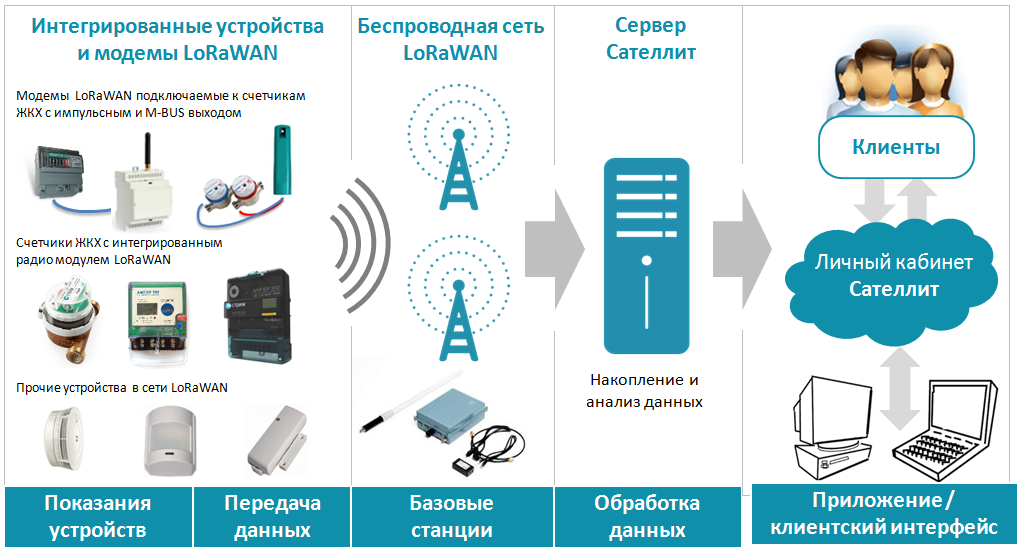 Интегрированные устройства
и модемы LoRaWAN
Модемы LoRaWAN подключаемые к счетчикам
ЖКХ с импульсным и M-BUS выходом
Счетчики ЖКХ с интегрированным
радио модулем LoRaWAN
Прочие устройства в сети LoRaWAN
Показания
устройств
Передача
данных
Беспроводная сеть
LoRaWAN
Базовые
станции
Сервер
Сателлит
Накопление и
анализ данных
Обработка
данных
Клиенты
Личный кабинет
Сателлит
Приложение /
клиентский интерфейс